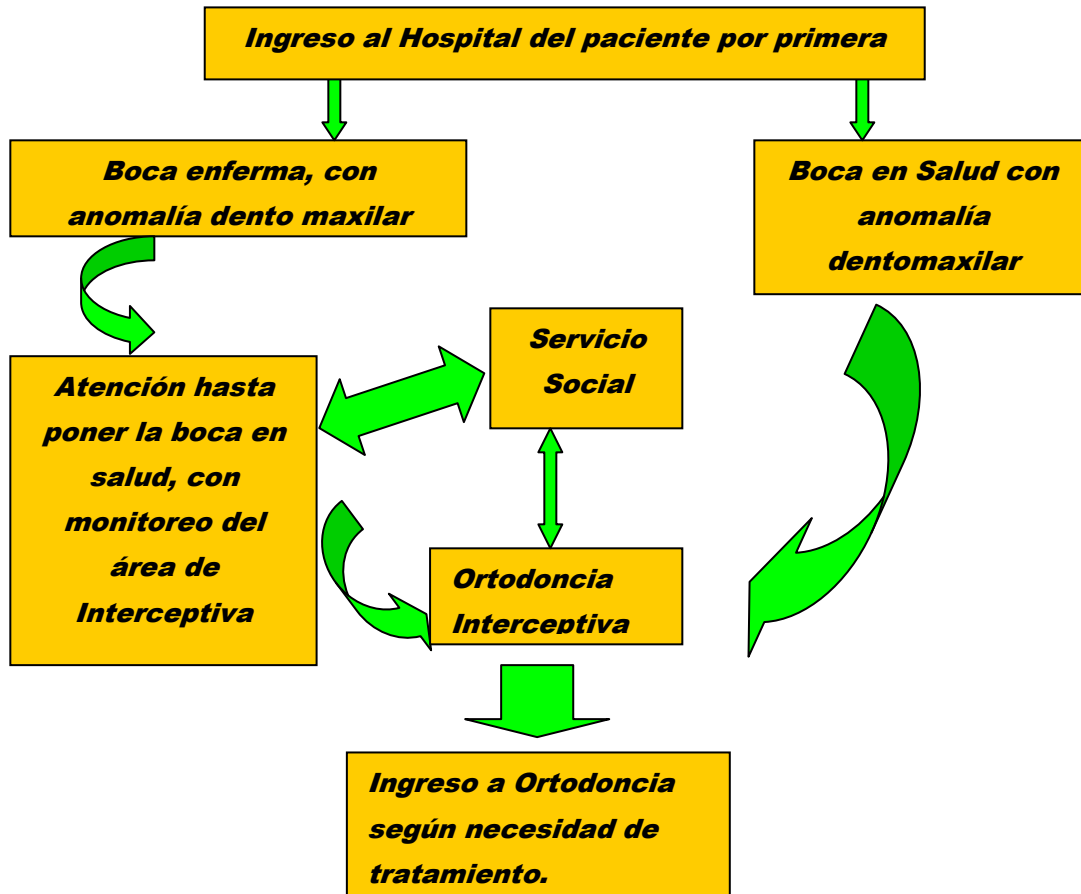 Ingreso al Hospital del paciente por primera
Boca enferma, con
anomalía dento maxilar
Boca en Salud con
anomalía
dentomaxilar
Servicio
Social
Atención hasta
poner la boca en
salud, con
monitoreo del
área de
Interceptiva
Ortodoncia
Interceptiva
Ingreso a Ortodoncia
según necesidad de
tratamiento.